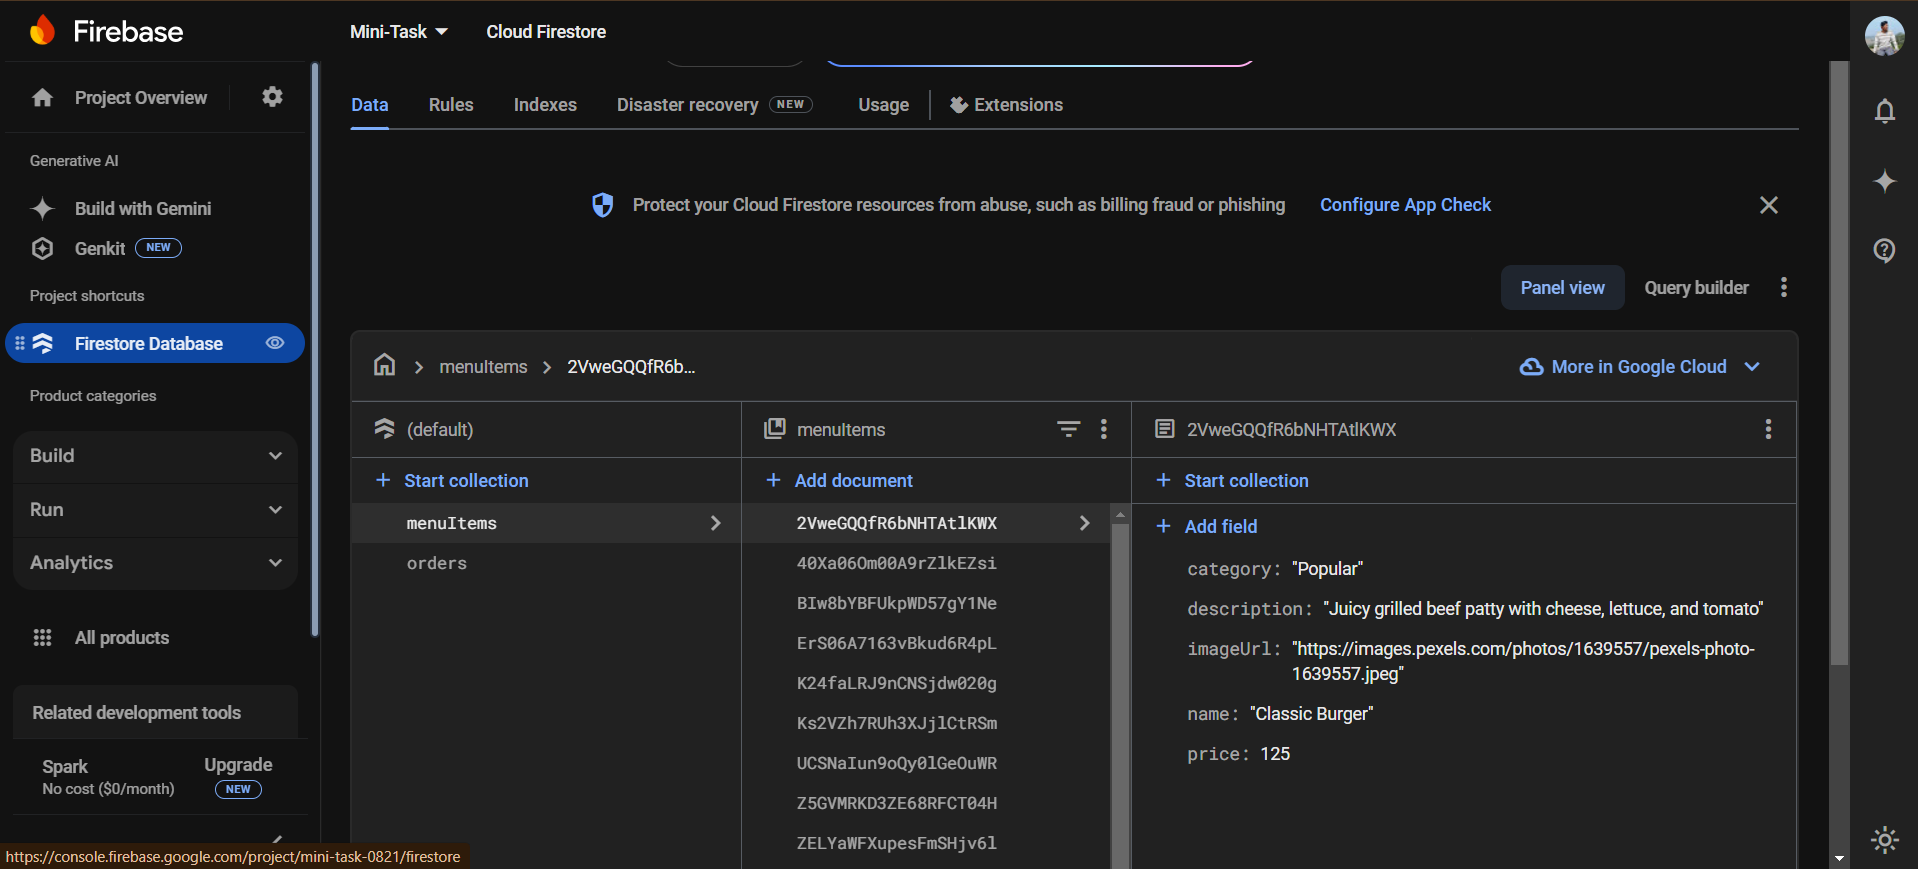 Firebase
Mini-Task
Cloud Firestore
Project Overview
Generative AI
Build with Gemini
Genkit NEW
Project shortcuts
Firestore Database
Product categories
Build
Run
Analytics
All products
Related development tools
Spark
No cost ($0/month)
Upgrade
NEW
https://console.firebase.google.com/project/mini-task-0821/firestore
Data
Rules
Indexes
Disaster recovery NEW
Usage
Extensions
Protect your Cloud Firestore resources from abuse, such as billing fraud or phishing
Configure App Check
Panel view
Query builder
menuItems
2VweGQQfR6b...
More in Google Cloud
(default)
Start collection
menuItems
orders
menuItems
Add document
2VweGQQfR6bNHTAtlKWX
40Xa06Om00A9rZlkEZsi
BIw8bYBFUkpWD57gY1Ne
ErS06A7163vBkud6R4pL
K24faLRJ9nCNSjdw020g
Ks2VZh7RUh3XJjlCtRSm
UCSNaIun9oQy0lGeOuWR
Z5GVMRKD3ZE68RFCT04H
ZELYaWFXupesFmSHjv6l
2VweGQQfR6bNHTAtlKWX
Start collection
Add field
category: "Popular"
description: "Juicy grilled beef patty with cheese, lettuce, and tomato"
imageUrl: "https://images.pexels.com/photos/1639557/pexels-photo-
1639557.jpeg"
name: "Classic Burger"
price: 125